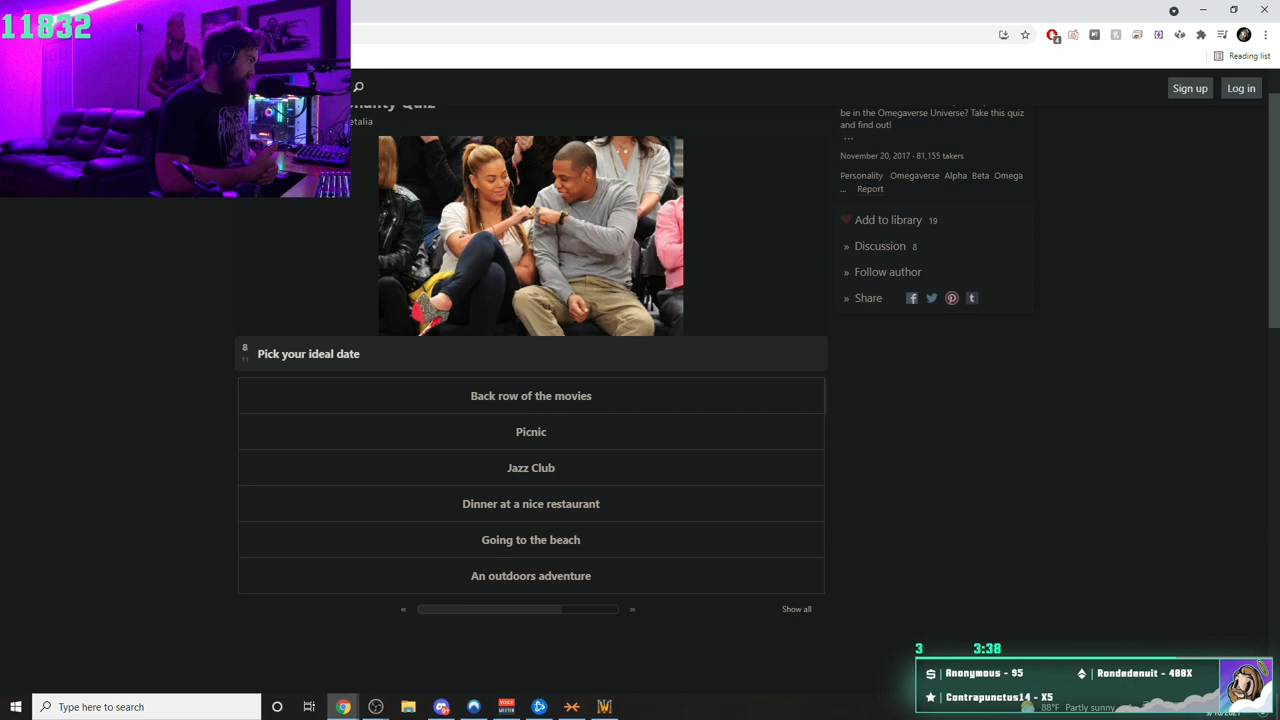 11832
Reading list
Sign up
Log in
onality Quiz
etalia
be in the Omegaverse Universe? Take this quiz
and find out!
...
November 20, 2017 · 81,155 takers
Personality Omegaverse Alpha Beta Omega
... Report
Add to library 19
» Discussion 8
» Follow author
» Share
8
11
Pick your ideal date
Back row of the movies
Picnic
Jazz Club
Dinner at a nice restaurant
Going to the beach
An outdoors adventure
«
»
Show all
3 3:38
Anonymous - 95
Rondedenuit - 400X
Contrapunctus14 - X5
88°F Partly sunny
Type here to search